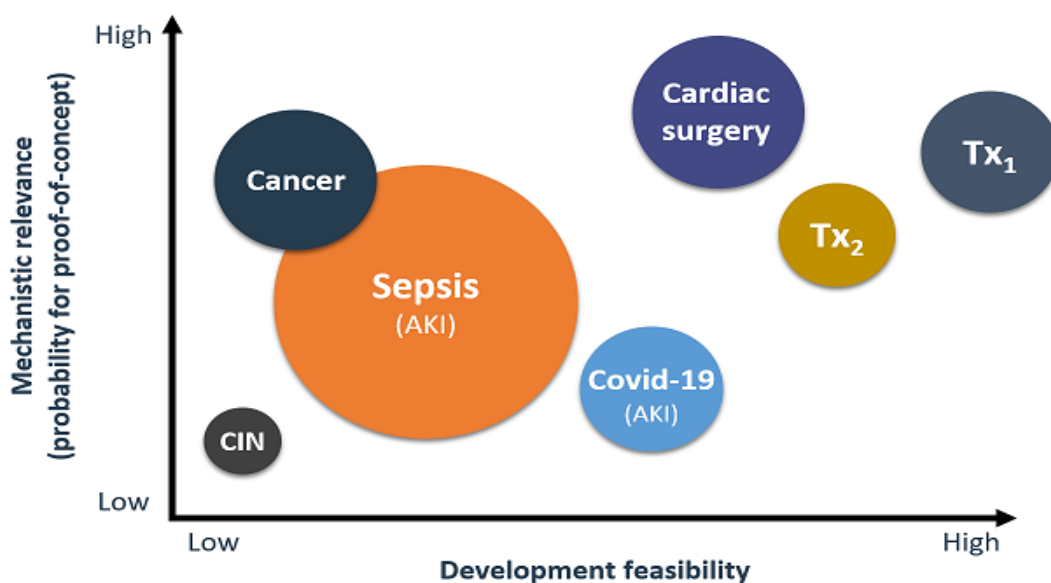 High
Mechanistic relevance
(probability for proof-of-concept)
Cardiac
surgery
Tx₁
Cancer
Tx₂
Sepsis
(AKI)
Covid-19
(AKI)
CIN
Low
Low
High
Development feasibility